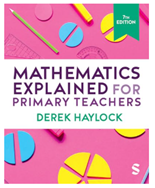 7TH
EDITION
MATHEMATICS
EXPLAINED FOR
PRIMARY TEACHERS
DEREK HAYLOCK
S